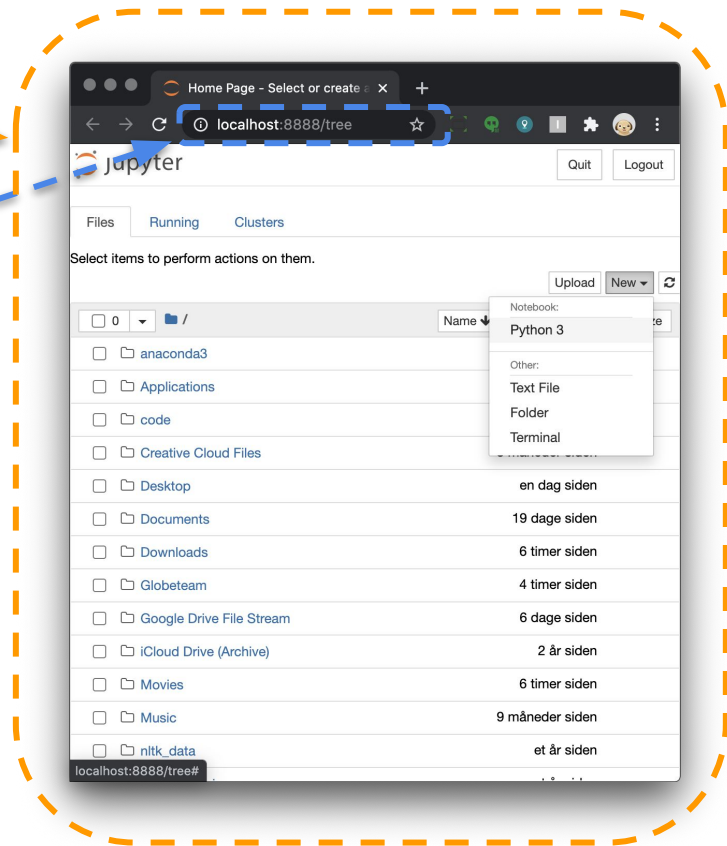 Home Page - Select or create a
localhost:8888/tree
jupyter
Quit Logout
Files Running Clusters
Select items to perform actions on them.
Upload New
0 / Name
Notebook:
Python 3
Other:
Text File
Folder
Terminal
anaconda3
Applications
code
Creative Cloud Files
Desktop en dag siden
Documents 19 dage siden
Downloads 6 timer siden
Globeteam 4 timer siden
Google Drive File Stream 6 dage siden
iCloud Drive (Archive) 2 år siden
Movies 6 timer siden
Music 9 måneder siden
nltk_data et år siden
localhost:8888/tree#